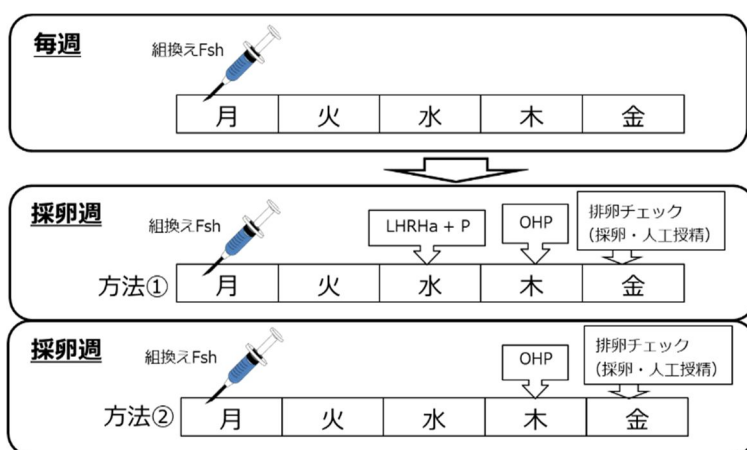 毎週
組換えFsh
月 火 水 木 金
採卵週
組換えFsh
LHRHa + P
OHP
排卵チェック
（採卵・人工授精）
方法① 月 火 水 木 金
採卵週
組換えFsh
OHP
排卵チェック
（採卵・人工授精）
方法② 月 火 水 木 金